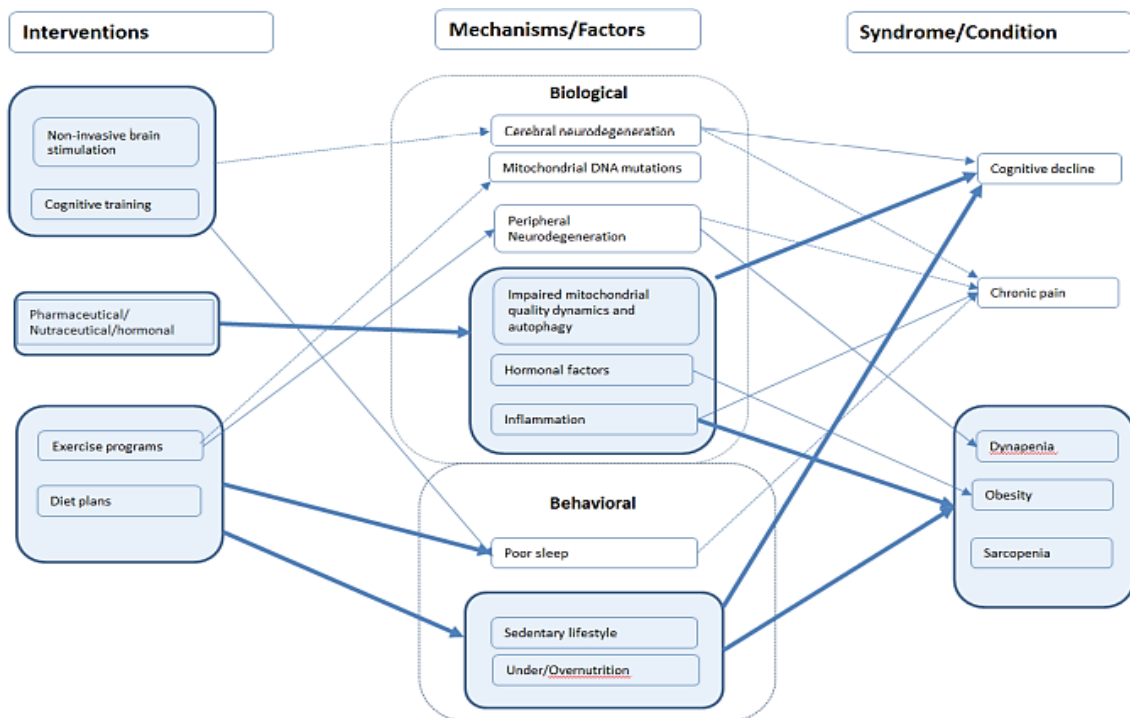 Interventions
Mechanisms/Factors
Syndrome/Condition
Non-invasive brain
stimulation
Cognitive training
Pharmaceutical/
Nutraceutical/hormonal
Exercise programs
Diet plans
Biological
Cerebral neurodegeneration
Mitochondrial DNA mutations
Peripheral
Neurodegeneration
Impaired mitochondrial
quality dynamics and
autophagy
Hormonal factors
Inflammation
Behavioral
Poor sleep
Sedentary lifestyle
Under/Overnutrition
Cognitive decline
Chronic pain
Dynapenia
Obesity
Sarcopenia